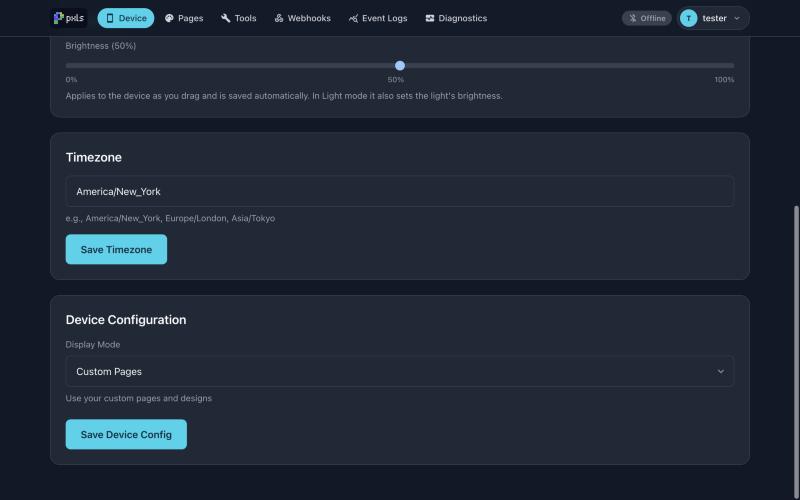 pxls
Device
Pages
Tools
Webhooks
Event Logs
Diagnostics
Offline
T
tester
Brightness (50%)
0%
50%
100%
Applies to the device as you drag and is saved automatically. In Light mode it also sets the light's brightness.
Timezone
America/New_York
e.g., America/New_York, Europe/London, Asia/Tokyo
Save Timezone
Device Configuration
Display Mode
Custom Pages
Use your custom pages and designs
Save Device Config